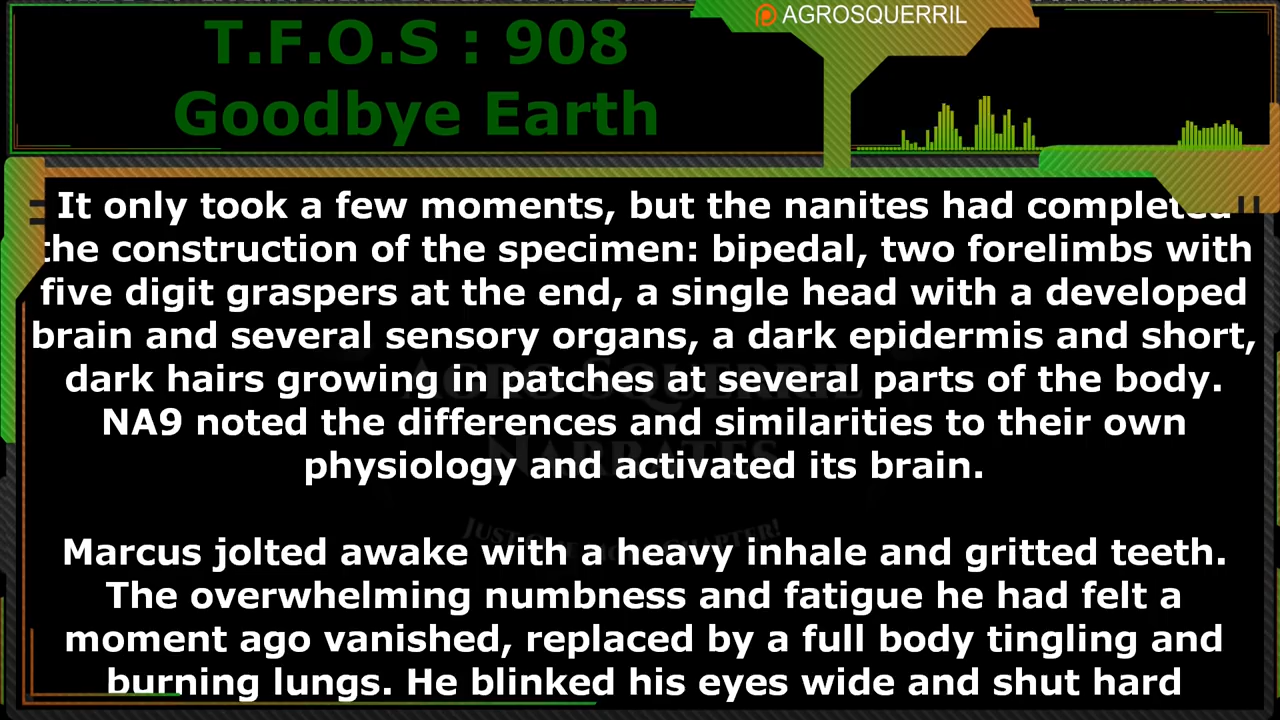 AGROSQUERRIL
T.F.O.S : 908
Goodbye Earth
It only took a few moments, but the nanites had completed
the construction of the specimen: bipedal, two forelimbs with
five digit graspers at the end, a single head with a developed
brain and several sensory organs, a dark epidermis and short,
dark hairs growing in patches at several parts of the body.
NA9 noted the differences and similarities to their own
physiology and activated its brain.
Marcus jolted awake with a heavy inhale and gritted teeth.
The overwhelming numbness and fatigue he had felt a
moment ago vanished, replaced by a full body tingling and
burning lungs. He blinked his eyes wide and shut hard
Agro Squerril
Narrates